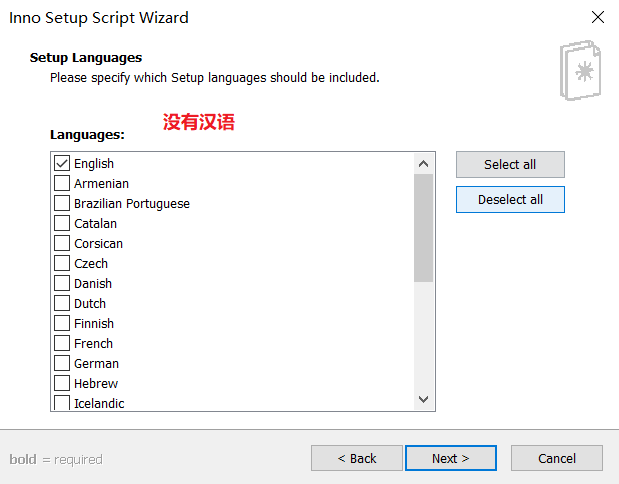 Inno Setup Script Wizard
Setup Languages
Please specify which Setup languages should be included.
没有汉语
Languages:
English
Armenian
Brazilian Portuguese
Catalan
Corsican
Czech
Danish
Dutch
Finnish
French
German
Hebrew
Icelandic
Select all
Deselect all
bold = required
< Back
Next >
Cancel